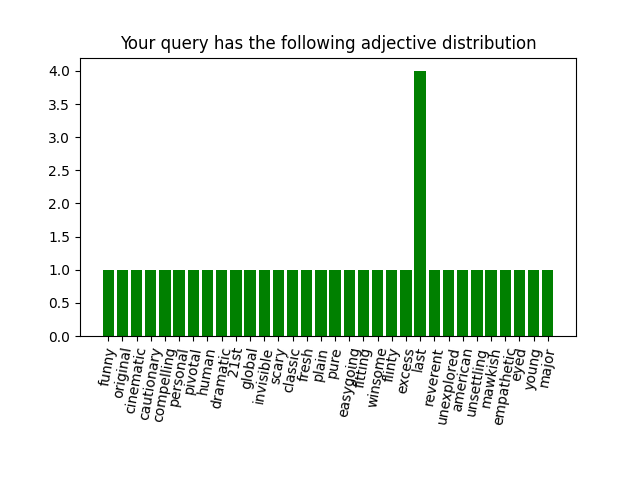 Your query has the following adjective distribution
4.0
3.5
3.0
2.5
2.0
1.5
1.0
0.5
0.0
funny
original
cinematic
cautionary
compelling
personal
pivotal
human
dramatic
21st
global
invisible
scary
classic
fresh
plain
pure
easygoing
fitting
winsome
flinty
excess
last
reverent
unexplored
american
unsettling
mawkish
empathetic
eyed
young
major